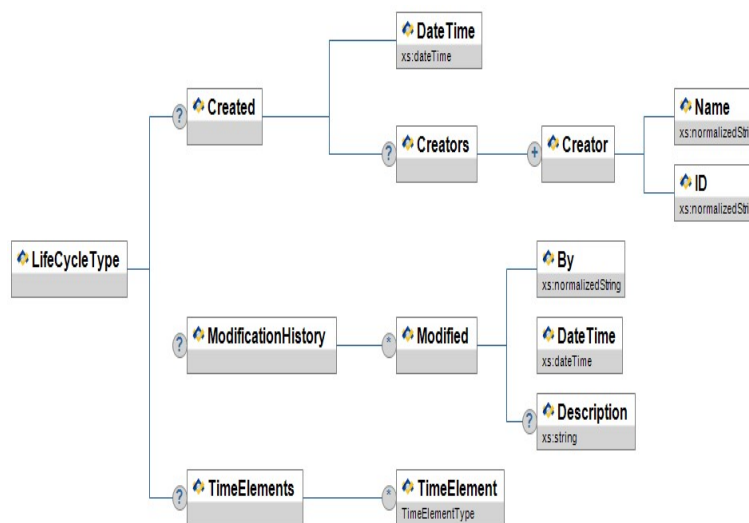 DateTime
xs:dateTime
Created
?
Name
xs:normalizedStri
?
Creators
+
Creator
ID
xs:normalizedStri
LifeCycleType
By
xs:normalizedString
?
ModificationHistory
*
Modified
DateTime
xs:dateTime
?
Description
xs:string
?
TimeElements
*
TimeElement
TimeElementType